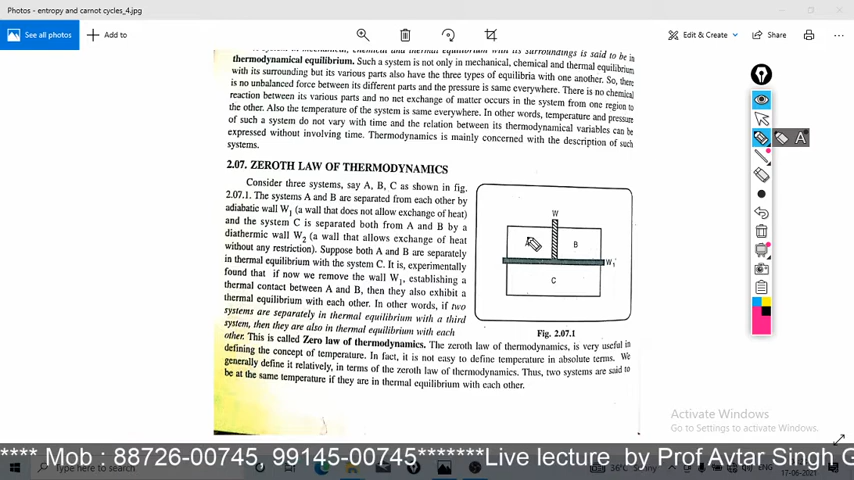 Photos - entropy and carnot cycles_4.jpg
See all photos
Add to
Edit & Create
Share
chemical and thermal equilibrium with its surroundings is said to be in
thermodynamical equilibrium. Such a system is not only in mechanical, chemical and thermal equilibrium
with its surrounding but its various parts also have the three types of equilibria with one another. So, there
is no unbalanced force between its different parts and the pressure is same everywhere. There is no chemical
reaction between its various parts and no net exchange of matter occurs in the system from one region to
the other. Also the temperature of the system is same everywhere. In other words, temperature and pressure
of such a system do not vary with time and the relation between its thermodynamical variables can be
expressed without involving time. Thermodynamics is mainly concerned with the description of such
systems.
2.07. ZEROTH LAW OF THERMODYNAMICS
Consider three systems, say A, B, C as shown in fig.
2.07.1. The systems A and B are separated from each other by
adiabatic wall W1 (a wall that does not allow exchange of heat)
and the system C is separated both from A and B by a
diathermic wall W2 (a wall that allows exchange of heat
without any restriction). Suppose both A and B are separately
in thermal equilibrium with the system C. It is, experimentally
found that if now we remove the wall W1, establishing a
thermal contact between A and B, then they also exhibit a
thermal equilibrium with each other. In other words, if two
systems are separately in thermal equilibrium with a third
system, then they are also in thermal equilibrium with each
other. This is called Zero law of thermodynamics. The zeroth law of thermodynamics, is very useful in
defining the concept of temperature. In fact, it is not easy to define temperature in absolute terms. We
generally define it relatively, in terms of the zeroth law of thermodynamics. Thus, two systems are said to
be at the same temperature if they are in thermal equilibrium with each other.
W
A
B
W1
C
Fig. 2.07.1
A
Activate Windows
Go to Settings to activate Windows.
**** Mob : 88726-00745, 99145-00745*******Live lecture by Prof Avtar Singh G
Type here to search
36°C Sunny
ENG
17-06-2021